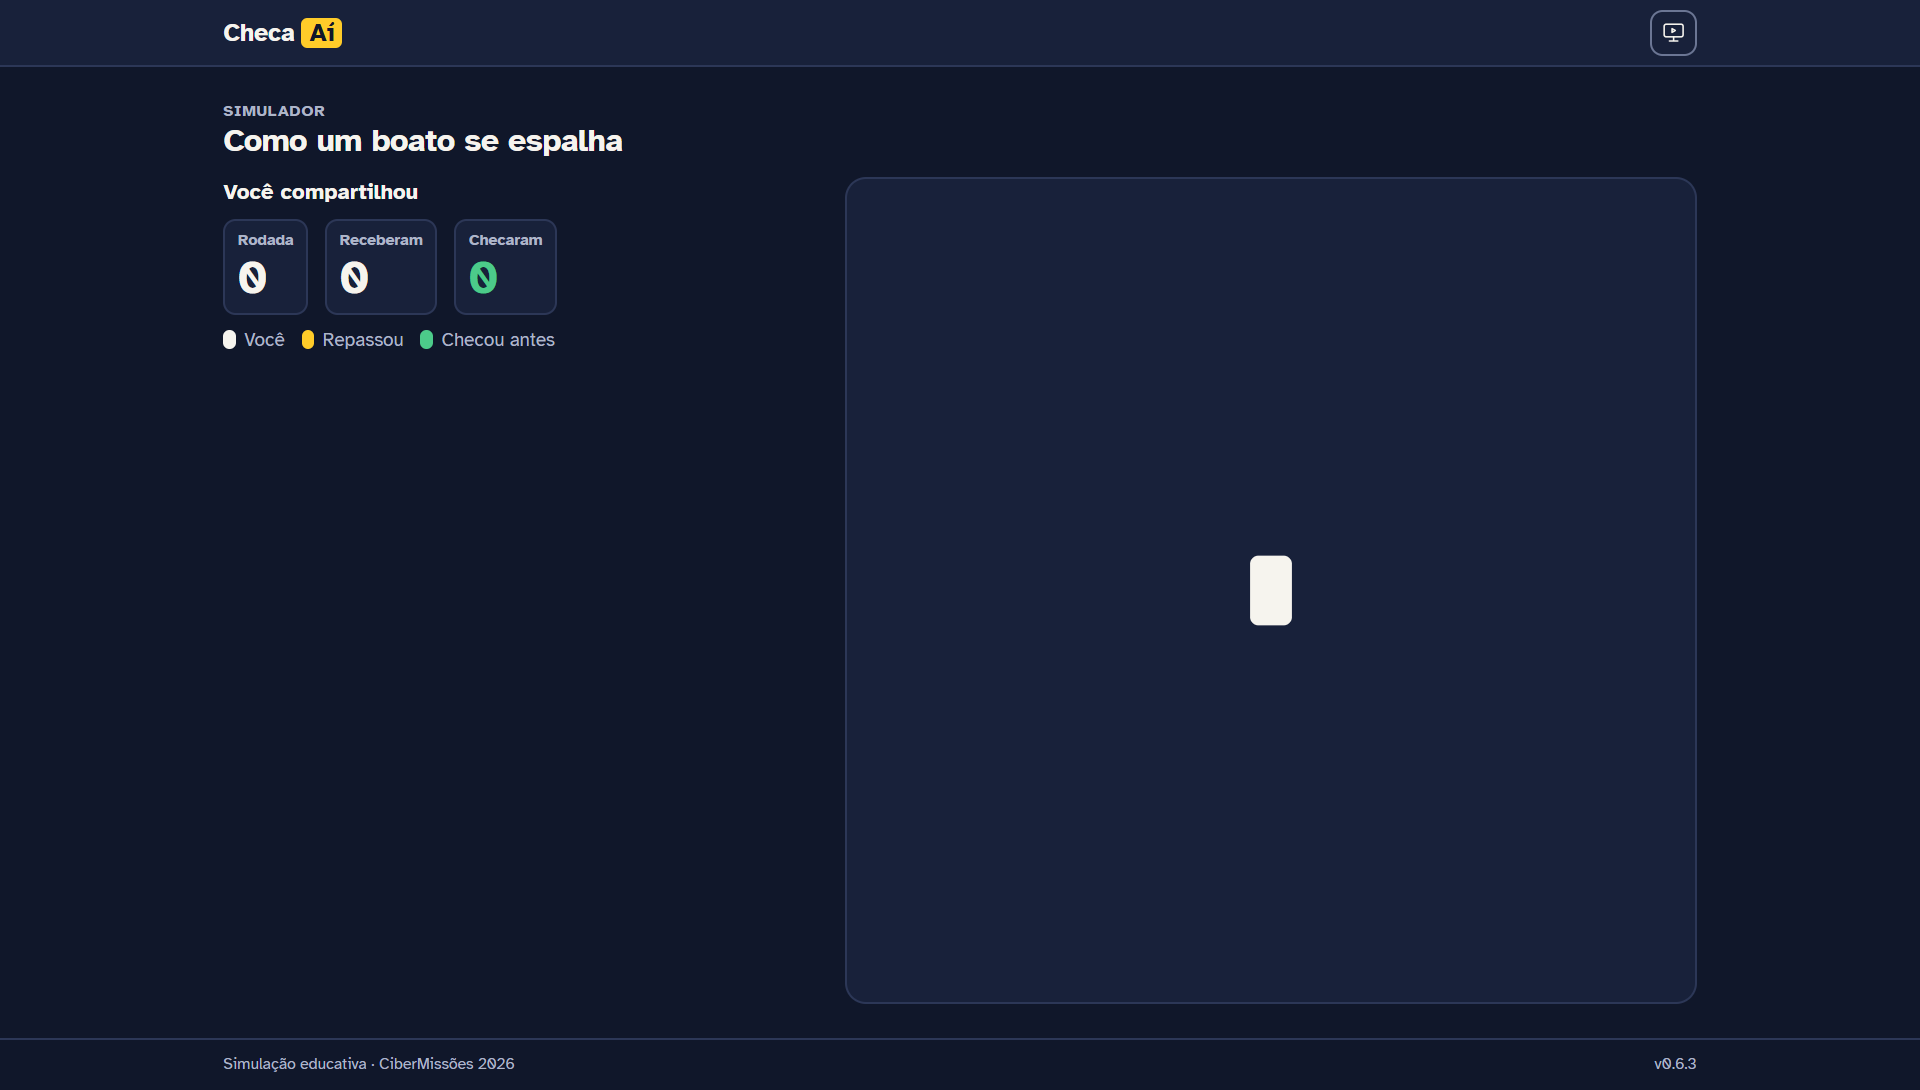 Checa Aí
SIMULADOR
Como um boato se espalha
Você compartilhou
Rodada
0
Receberam
0
Checaram
0
Você
Repassou
Checou antes
Simulação educativa · CiberMissões 2026
v0.6.3